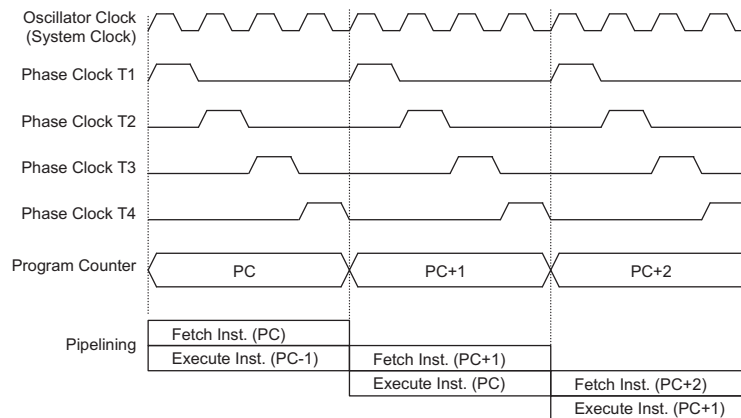 Oscillator Clock
(System Clock)
Phase Clock T1
Phase Clock T2
Phase Clock T3
Phase Clock T4
Program Counter
PC
PC+1
PC+2
Pipelining
Fetch Inst. (PC)
Execute Inst. (PC-1)
Fetch Inst. (PC+1)
Execute Inst. (PC)
Fetch Inst. (PC+2)
Execute Inst. (PC+1)